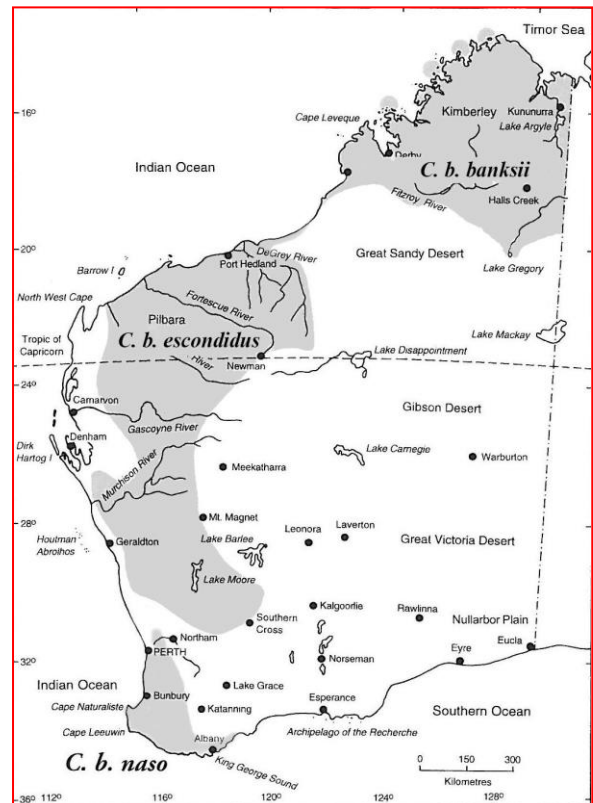 112°
116°
120°
124°
128°
Timor Sea
16°
Cape Leveque
Kimberley
Kununurra
Lake Argyle
Derby
Indian Ocean
C. b. banksii
Halls Creek
Fitzroy River
20°
DeGrey River
Great Sandy Desert
Port Hedland
Barrow I
Lake Gregory
North West Cape
Fortescue River
Pilbara
Lake Mackay
Tropic of
Capricorn
C. b. escondidus
River
Newman
Lake Disappointment
24°
Carnarvon
Gibson Desert
Gascoyne River
Denham
Dirk
Hartog I
Lake Carnegie
Warburton
Meekatharra
Murchison River
28°
Mt. Magnet
Houtman
Abrolhos
Geraldton
Lake Barlee
Leonora
Laverton
Great Victoria Desert
Lake Moore
Kalgoorlie
Rawlinna
Southern
Cross
Nullarbor Plain
Northam
PERTH
Eyre
Eucla
32°
Norseman
Indian Ocean
Bunbury
Lake Grace
Cape Naturaliste
Katanning
Esperance
Southern Ocean
Cape Leeuwin
Albany
Archipelago of the Recherche
C. b. naso
King George Sound
0 150 300
Kilometres
36°
112°
116°
120°
124°
128°